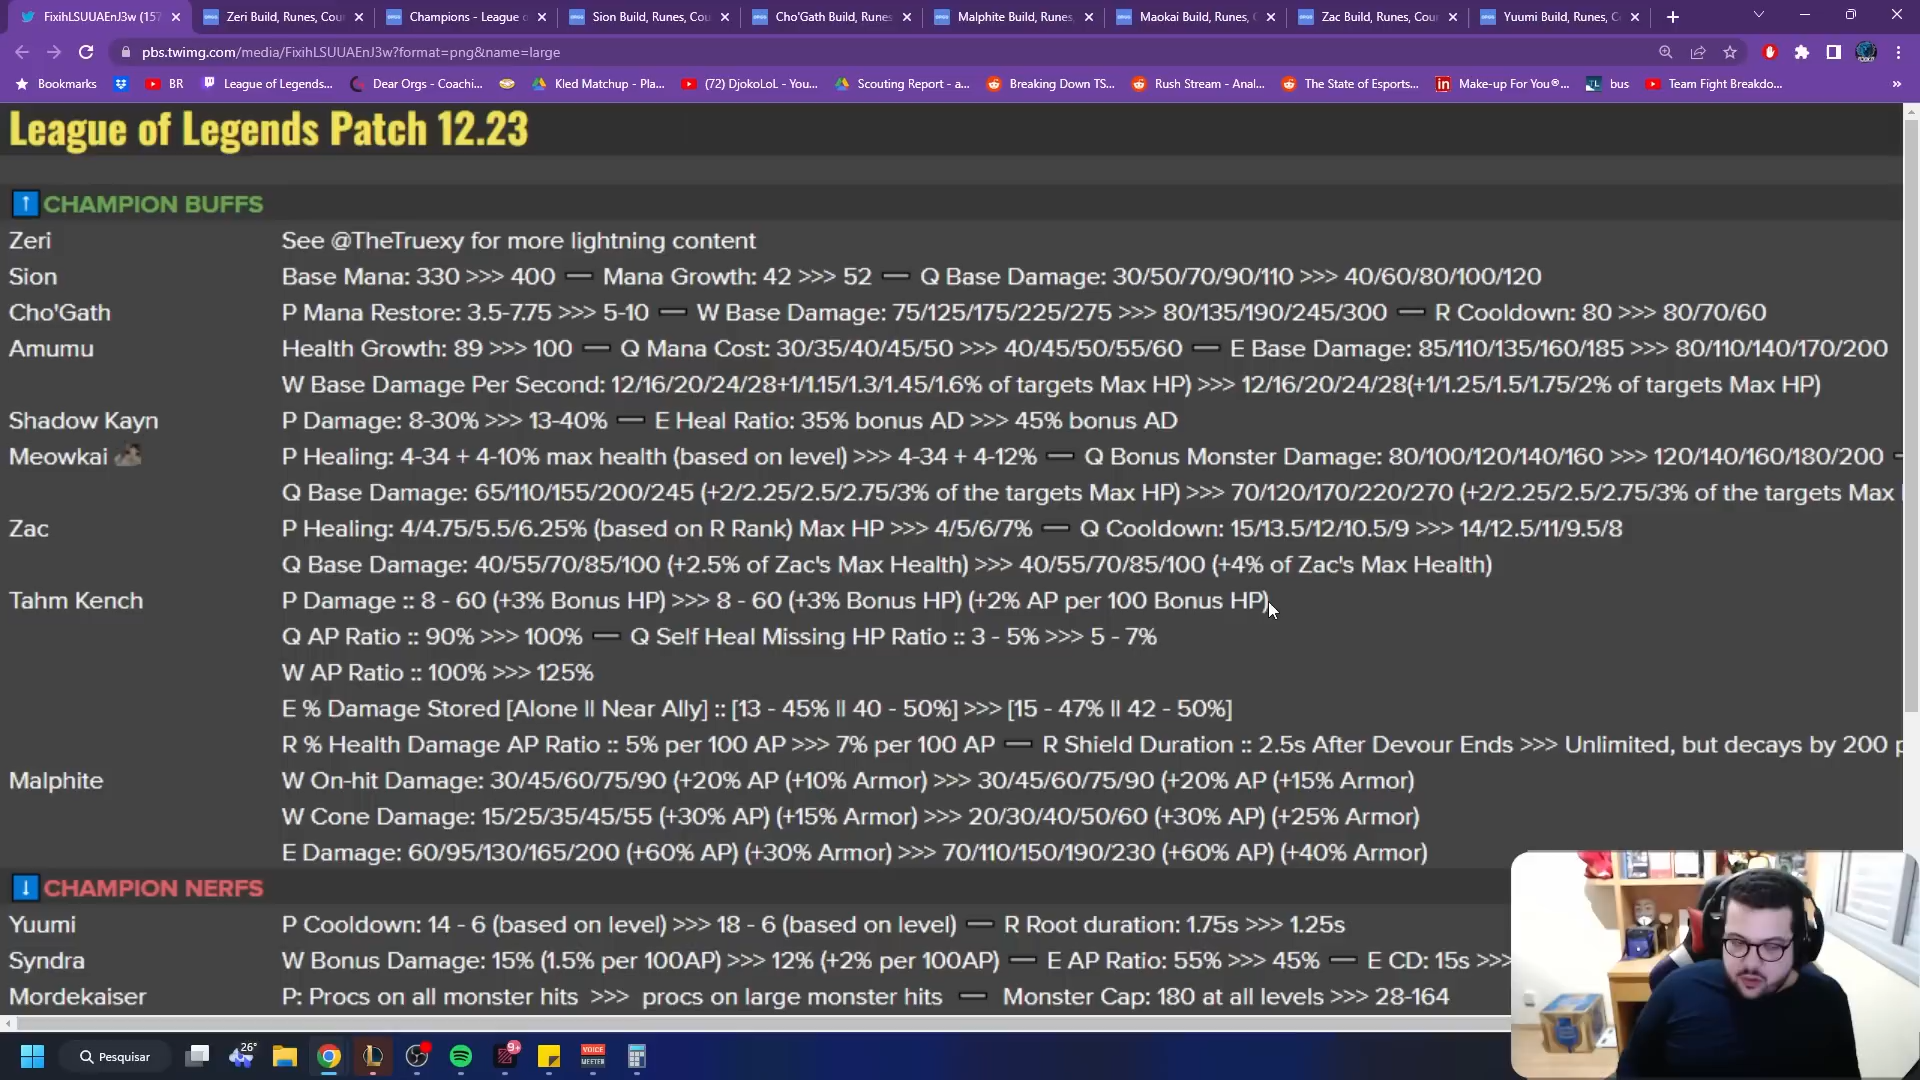 FixihLSUUAEnJ3w (157
Zeri Build, Runes, Cou
Champions - League o
Sion Build, Runes, Cou
Cho'Gath Build, Runes
Malphite Build, Runes,
Maokai Build, Runes,
Zac Build, Runes, Coun
Yuumi Build, Runes, C
pbs.twimg.com/media/FixihLSUUAEnJ3w?format=png&name=large
Bookmarks
BR
League of Legends...
Dear Orgs - Coachi...
Kled Matchup - Pla...
(72) DjokoLoL - You...
Scouting Report - a...
Breaking Down TS...
Rush Stream - Anal...
The State of Esports...
Make-up For You®...
bus
Team Fight Breakdo...
League of Legends Patch 12.23
CHAMPION BUFFS
Zeri See @TheTruexy for more lightning content
Sion Base Mana: 330 >>> 400 — Mana Growth: 42 >>> 52 — Q Base Damage: 30/50/70/90/110 >>> 40/60/80/100/120
Cho'Gath P Mana Restore: 3.5-7.75 >>> 5-10 — W Base Damage: 75/125/175/225/275 >>> 80/135/190/245/300 — R Cooldown: 80 >>> 80/70/60
Amumu Health Growth: 89 >>> 100 — Q Mana Cost: 30/35/40/45/50 >>> 40/45/50/55/60 — E Base Damage: 85/110/135/160/185 >>> 80/110/140/170/200
W Base Damage Per Second: 12/16/20/24/28+1/1.15/1.3/1.45/1.6% of targets Max HP) >>> 12/16/20/24/28(+1/1.25/1.5/1.75/2% of targets Max HP)
Shadow Kayn P Damage: 8-30% >>> 13-40% — E Heal Ratio: 35% bonus AD >>> 45% bonus AD
Meowkai P Healing: 4-34 + 4-10% max health (based on level) >>> 4-34 + 4-12% — Q Bonus Monster Damage: 80/100/120/140/160 >>> 120/140/160/180/200 —
Q Base Damage: 65/110/155/200/245 (+2/2.25/2.5/2.75/3% of the targets Max HP) >>> 70/120/170/220/270 (+2/2.25/2.5/2.75/3% of the targets Max
Zac P Healing: 4/4.75/5.5/6.25% (based on R Rank) Max HP >>> 4/5/6/7% — Q Cooldown: 15/13.5/12/10.5/9 >>> 14/12.5/11/9.5/8
Q Base Damage: 40/55/70/85/100 (+2.5% of Zac's Max Health) >>> 40/55/70/85/100 (+4% of Zac's Max Health)
Tahm Kench P Damage :: 8 - 60 (+3% Bonus HP) >>> 8 - 60 (+3% Bonus HP) (+2% AP per 100 Bonus HP)
Q AP Ratio :: 90% >>> 100% — Q Self Heal Missing HP Ratio :: 3 - 5% >>> 5 - 7%
W AP Ratio :: 100% >>> 125%
E % Damage Stored [Alone || Near Ally] :: [13 - 45% || 40 - 50%] >>> [15 - 47% || 42 - 50%]
R % Health Damage AP Ratio :: 5% per 100 AP >>> 7% per 100 AP — R Shield Duration :: 2.5s After Devour Ends >>> Unlimited, but decays by 200 p
Malphite W On-hit Damage: 30/45/60/75/90 (+20% AP (+10% Armor) >>> 30/45/60/75/90 (+20% AP (+15% Armor)
W Cone Damage: 15/25/35/45/55 (+30% AP) (+15% Armor) >>> 20/30/40/50/60 (+30% AP) (+25% Armor)
E Damage: 60/95/130/165/200 (+60% AP) (+30% Armor) >>> 70/110/150/190/230 (+60% AP) (+40% Armor)
CHAMPION NERFS
Yuumi P Cooldown: 14 - 6 (based on level) >>> 18 - 6 (based on level) — R Root duration: 1.75s >>> 1.25s
Syndra W Bonus Damage: 15% (1.5% per 100AP) >>> 12% (+2% per 100AP) — E AP Ratio: 55% >>> 45% — E CD: 15s >>>
Mordekaiser P: Procs on all monster hits >>> procs on large monster hits — Monster Cap: 180 at all levels >>> 28-164
Pesquisar
26°
9+
VOICE
MEETER